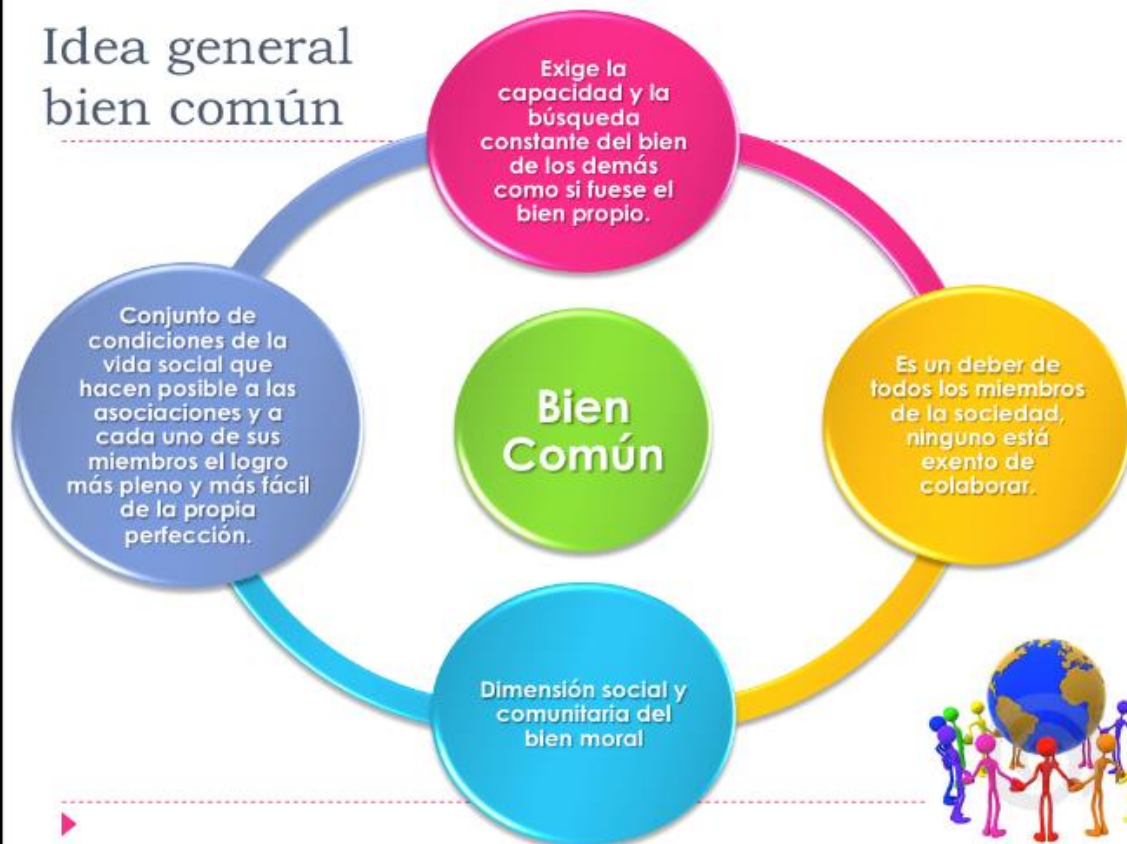 Idea general
bien común
Exige la
capacidad y la
búsqueda
constante del bien
de los demás
como si fuese el
bien propio.
Conjunto de
condiciones de la
vida social que
hacen posible a las
asociaciones y a
cada uno de sus
miembros el logro
más pleno y más fácil
de la propia
perfección.
Bien
Común
Es un deber de
todos los miembros
de la sociedad,
ninguno está
exento de
colaborar.
Dimensión social y
comunitaria del
bien moral